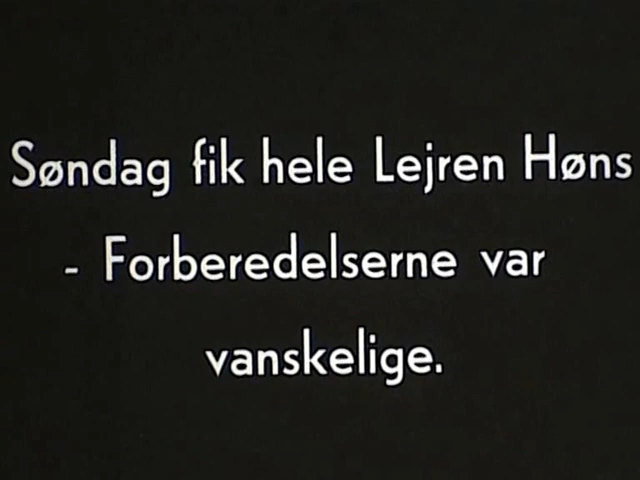 Søndag fik hele Lejren Høns
- Forberedelserne var
vanskelige.